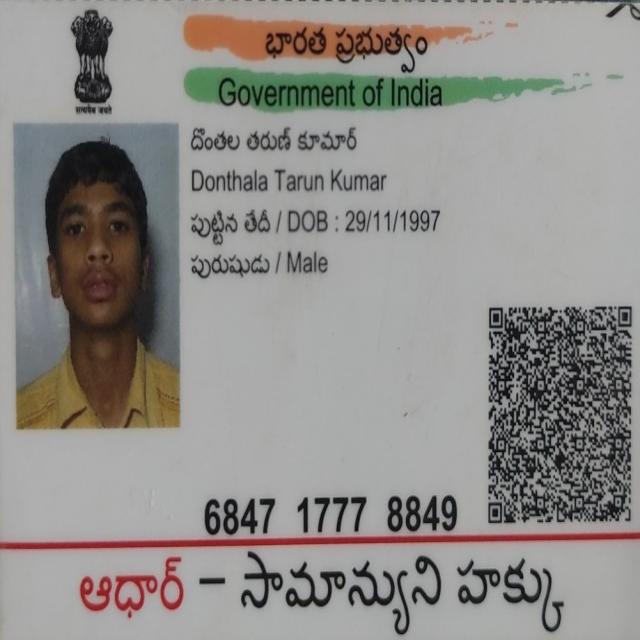 భారత ప్రభుత్వం
Government of India
सत्यमेव जयते
దొంతల తరుణ్ కూమార్
Donthala Tarun Kumar
పుట్టిన తేదీ / DOB : 29/11/1997
పురుషుడు / Male
6847 1777 8849
ఆధార్ – సామాన్యుని హక్కు